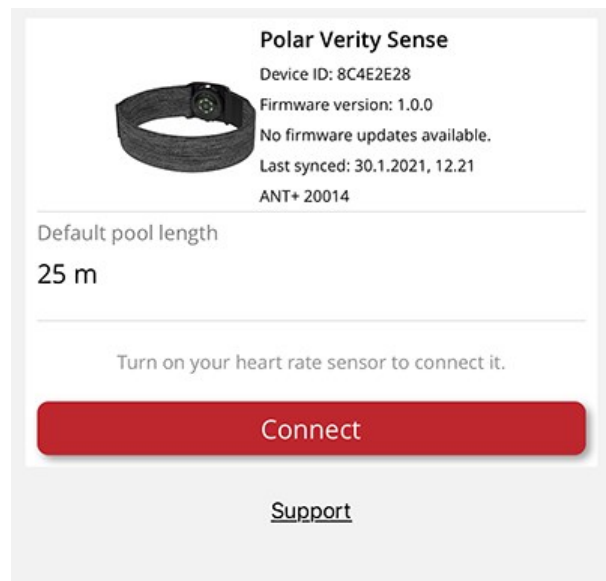 Polar Verity Sense
Device ID: 8C4E2E28
Firmware version: 1.0.0
No firmware updates available.
Last synced: 30.1.2021, 12.21
ANT+ 20014
Default pool length
25 m
Turn on your heart rate sensor to connect it.
Connect
Support